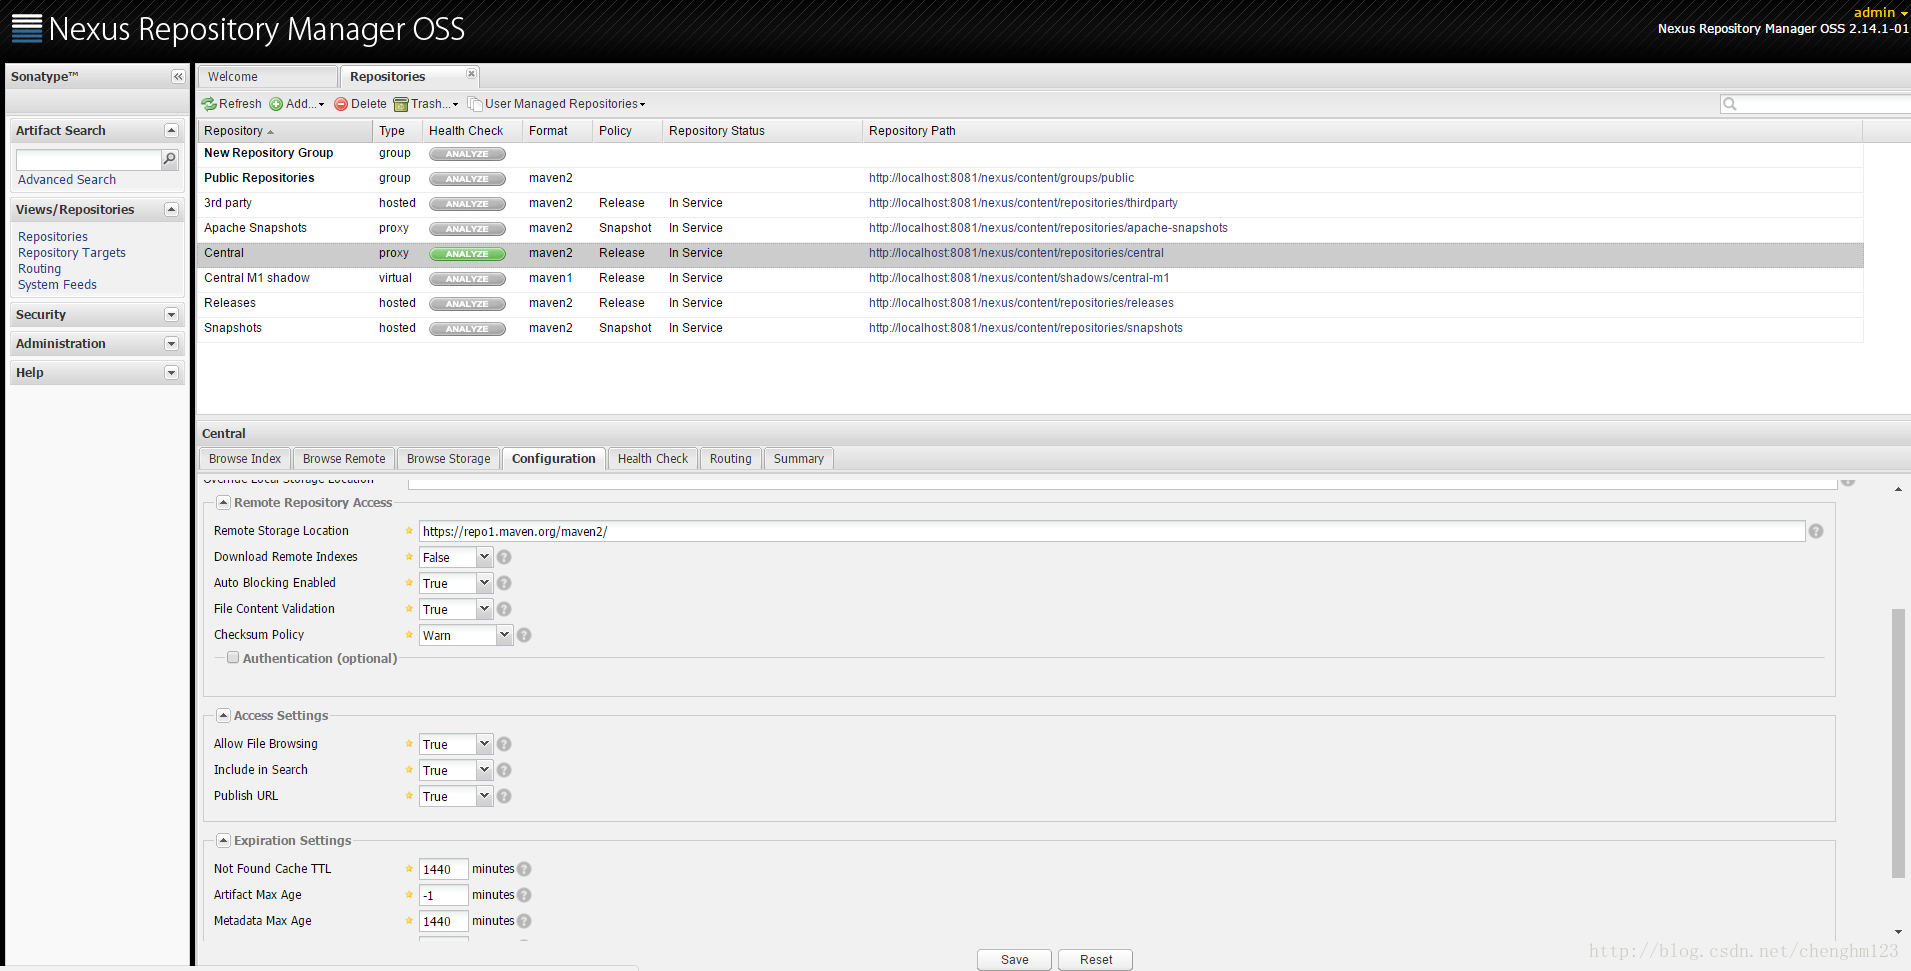 Nexus Repository Manager OSS
admin
Nexus Repository Manager OSS 2.14.1-01
Sonatype™
Welcome
Repositories
Refresh Add... Delete Trash... User Managed Repositories
Artifact Search
Advanced Search
Views/Repositories
Repositories
Repository Targets
Routing
System Feeds
Security
Administration
Help
Repository Type Health Check Format Policy Repository Status Repository Path
New Repository Group group ANALYZE
Public Repositories group ANALYZE maven2 http://localhost:8081/nexus/content/groups/public
3rd party hosted ANALYZE maven2 Release In Service http://localhost:8081/nexus/content/repositories/thirdparty
Apache Snapshots proxy ANALYZE maven2 Snapshot In Service http://localhost:8081/nexus/content/repositories/apache-snapshots
Central proxy ANALYZE maven2 Release In Service http://localhost:8081/nexus/content/repositories/central
Central M1 shadow virtual ANALYZE maven1 Release In Service http://localhost:8081/nexus/content/shadows/central-m1
Releases hosted ANALYZE maven2 Release In Service http://localhost:8081/nexus/content/repositories/releases
Snapshots hosted ANALYZE maven2 Snapshot In Service http://localhost:8081/nexus/content/repositories/snapshots
Central
Browse Index Browse Remote Browse Storage Configuration Health Check Routing Summary
Override Local Storage Location
Remote Repository Access
Remote Storage Location https://repo1.maven.org/maven2/
Download Remote Indexes False
Auto Blocking Enabled True
File Content Validation True
Checksum Policy Warn
Authentication (optional)
Access Settings
Allow File Browsing True
Include in Search True
Publish URL True
Expiration Settings
Not Found Cache TTL 1440 minutes
Artifact Max Age -1 minutes
Metadata Max Age 1440 minutes
Save Reset
http://blog.csdn.net/chenghm123